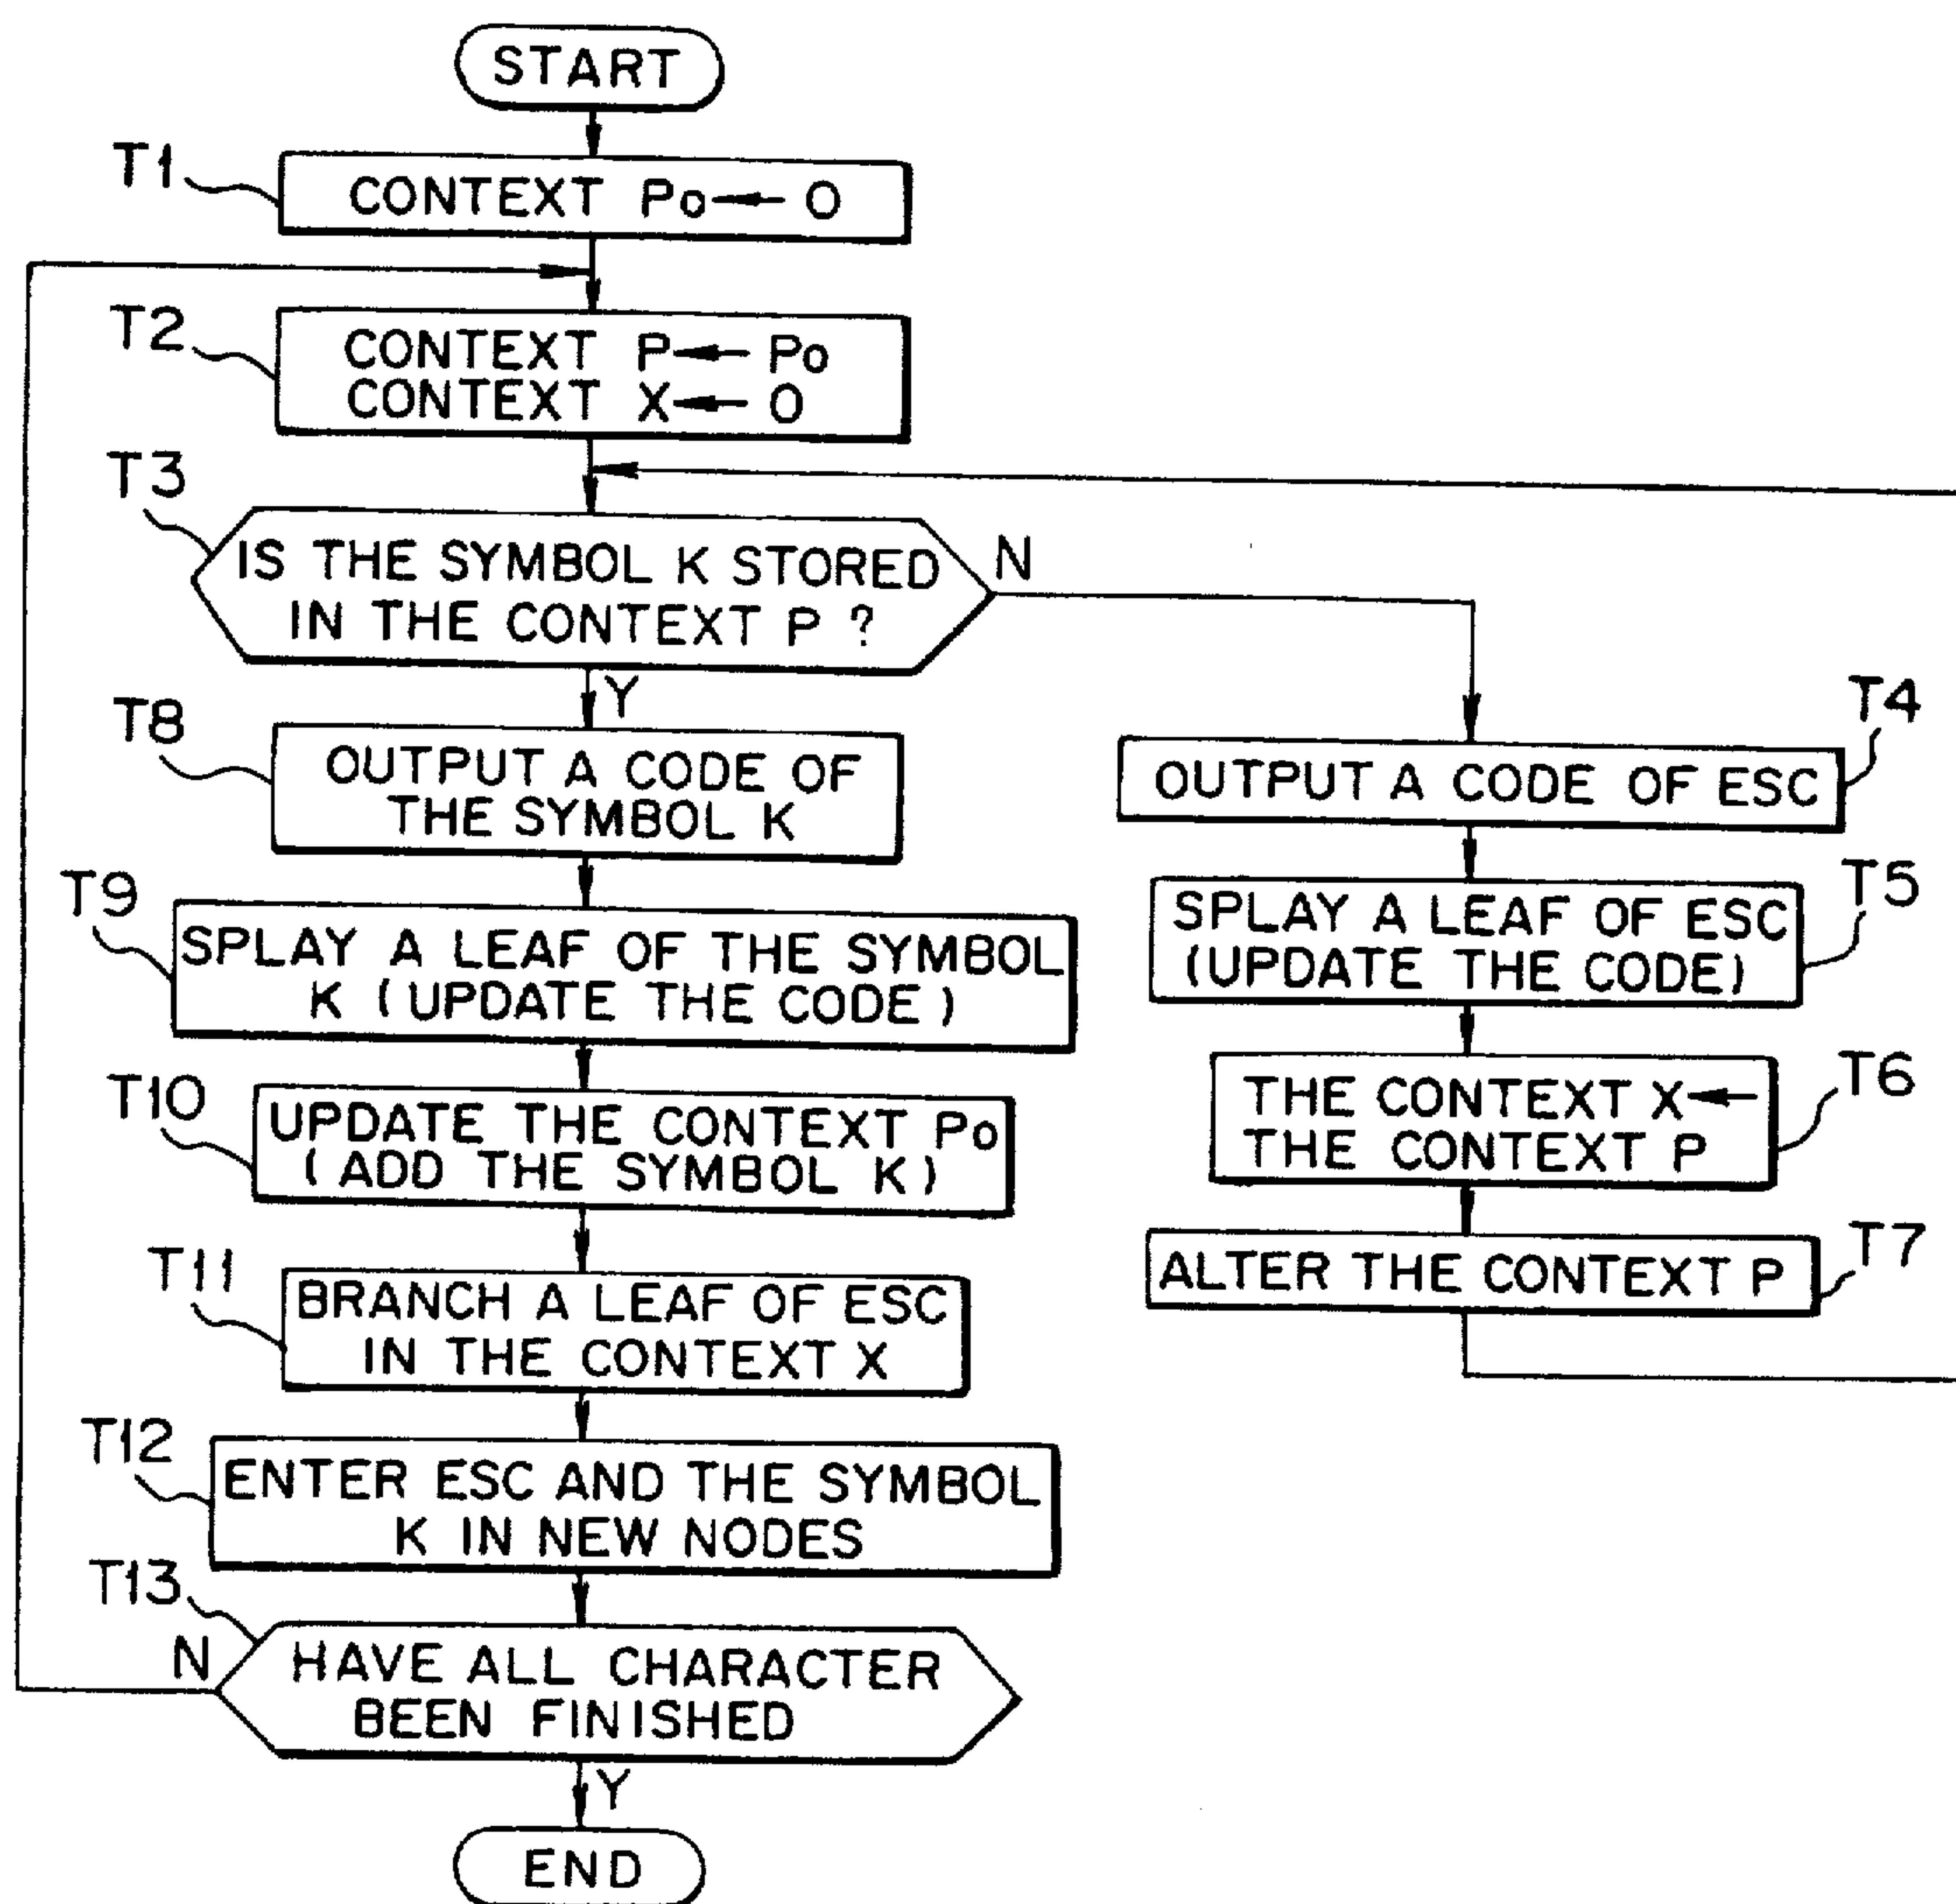 START
T1
CONTEXT Po← O
T2
CONTEXT P← Po
CONTEXT X← O
T3
IS THE SYMBOL K STORED
IN THE CONTEXT P ?
N
Y
T8
OUTPUT A CODE OF
THE SYMBOL K
T9
SPLAY A LEAF OF THE SYMBOL
K (UPDATE THE CODE)
T10
UPDATE THE CONTEXT Po
(ADD THE SYMBOL K)
T11
BRANCH A LEAF OF ESC
IN THE CONTEXT X
T12
ENTER ESC AND THE SYMBOL
K IN NEW NODES
T13
N
HAVE ALL CHARACTER
BEEN FINISHED
Y
END
T4
OUTPUT A CODE OF ESC
T5
SPLAY A LEAF OF ESC
(UPDATE THE CODE)
T6
THE CONTEXT X←
THE CONTEXT P
T7
ALTER THE CONTEXT P